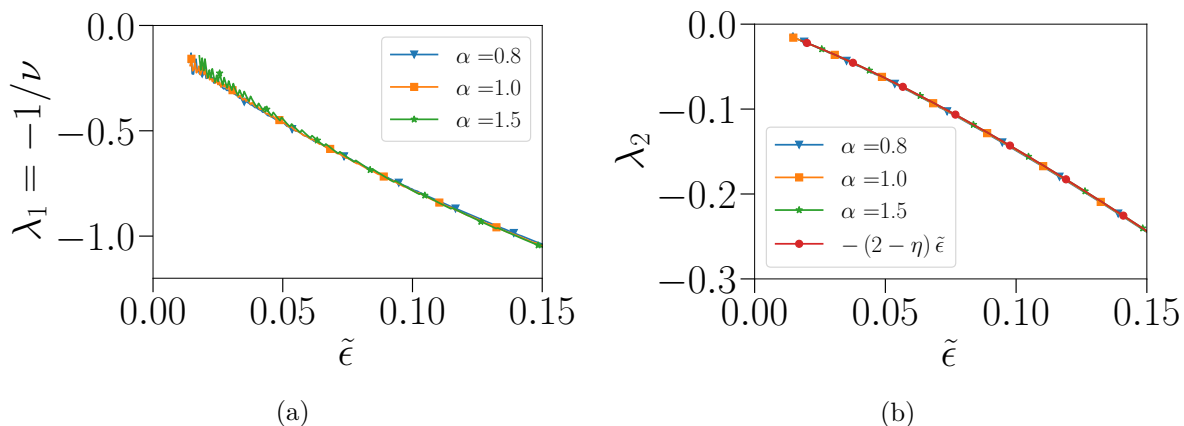 0.0
−0.5
−1.0
λ₁ = −1/ν
α =0.8
α =1.0
α =1.5
0.00 0.05 0.10 0.15
ϵ̃
(a)
0.0
−0.1
−0.2
−0.3
λ₂
α =0.8
α =1.0
α =1.5
− (2 − η) ϵ̃
0.00 0.05 0.10 0.15
ϵ̃
(b)